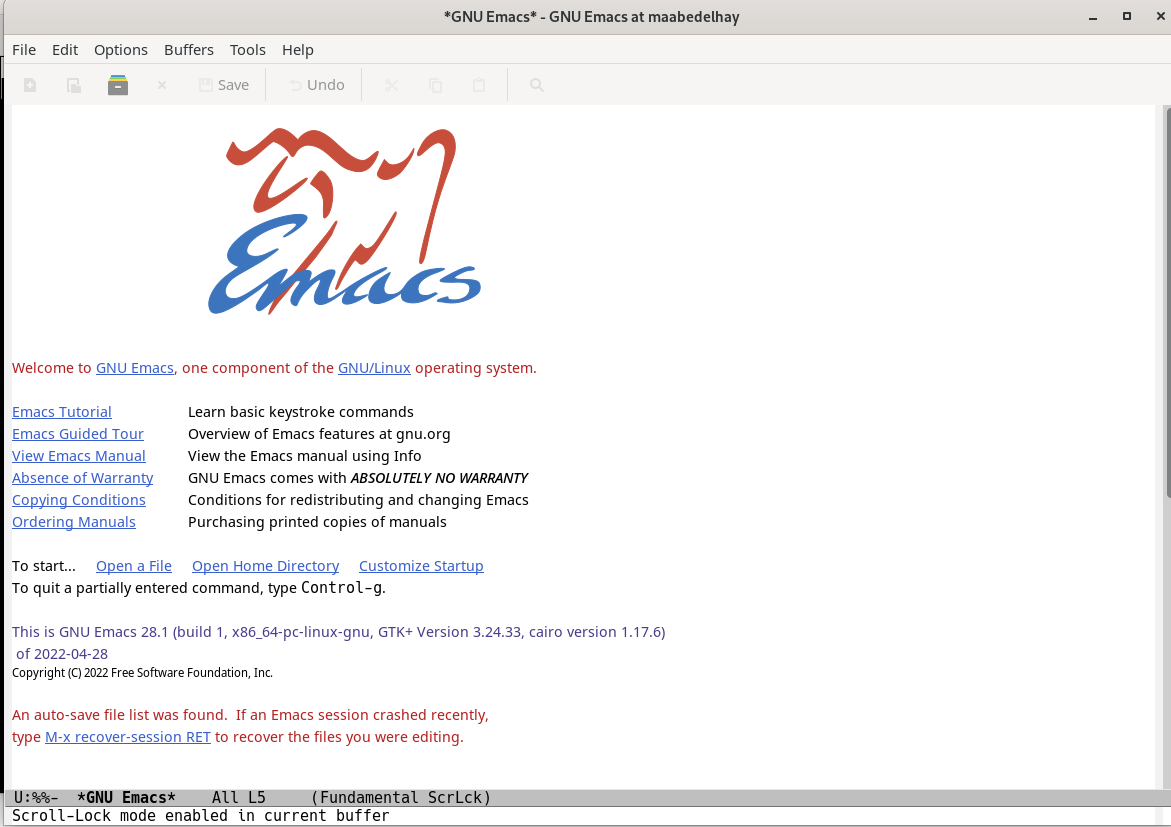 *GNU Emacs* - GNU Emacs at maabedelhay
File Edit Options Buffers Tools Help
Save Undo
Emacs
Welcome to GNU Emacs, one component of the GNU/Linux operating system.
Emacs Tutorial Learn basic keystroke commands
Emacs Guided Tour Overview of Emacs features at gnu.org
View Emacs Manual View the Emacs manual using Info
Absence of Warranty GNU Emacs comes with ABSOLUTELY NO WARRANTY
Copying Conditions Conditions for redistributing and changing Emacs
Ordering Manuals Purchasing printed copies of manuals
To start... Open a File Open Home Directory Customize Startup
To quit a partially entered command, type Control-g.
This is GNU Emacs 28.1 (build 1, x86_64-pc-linux-gnu, GTK+ Version 3.24.33, cairo version 1.17.6)
of 2022-04-28
Copyright (C) 2022 Free Software Foundation, Inc.
An auto-save file list was found. If an Emacs session crashed recently,
type M-x recover-session RET to recover the files you were editing.
U:%%- *GNU Emacs* All L5 (Fundamental ScrLck)
Scroll-Lock mode enabled in current buffer